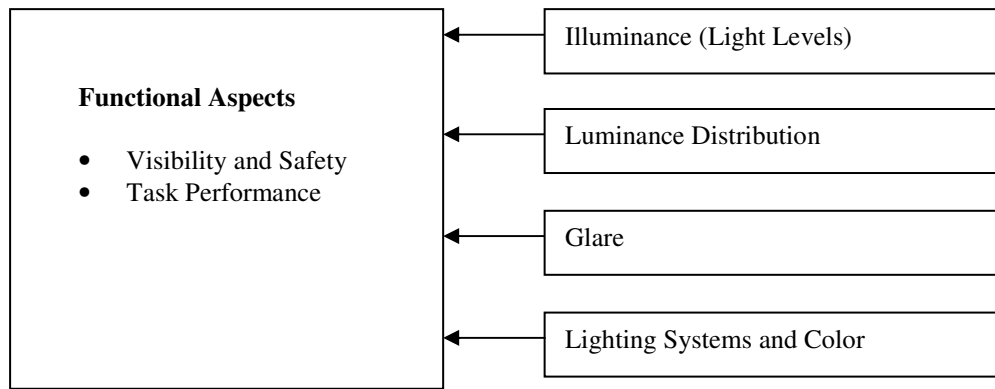 Functional Aspects
• Visibility and Safety
• Task Performance
Illuminance (Light Levels)
Luminance Distribution
Glare
Lighting Systems and Color